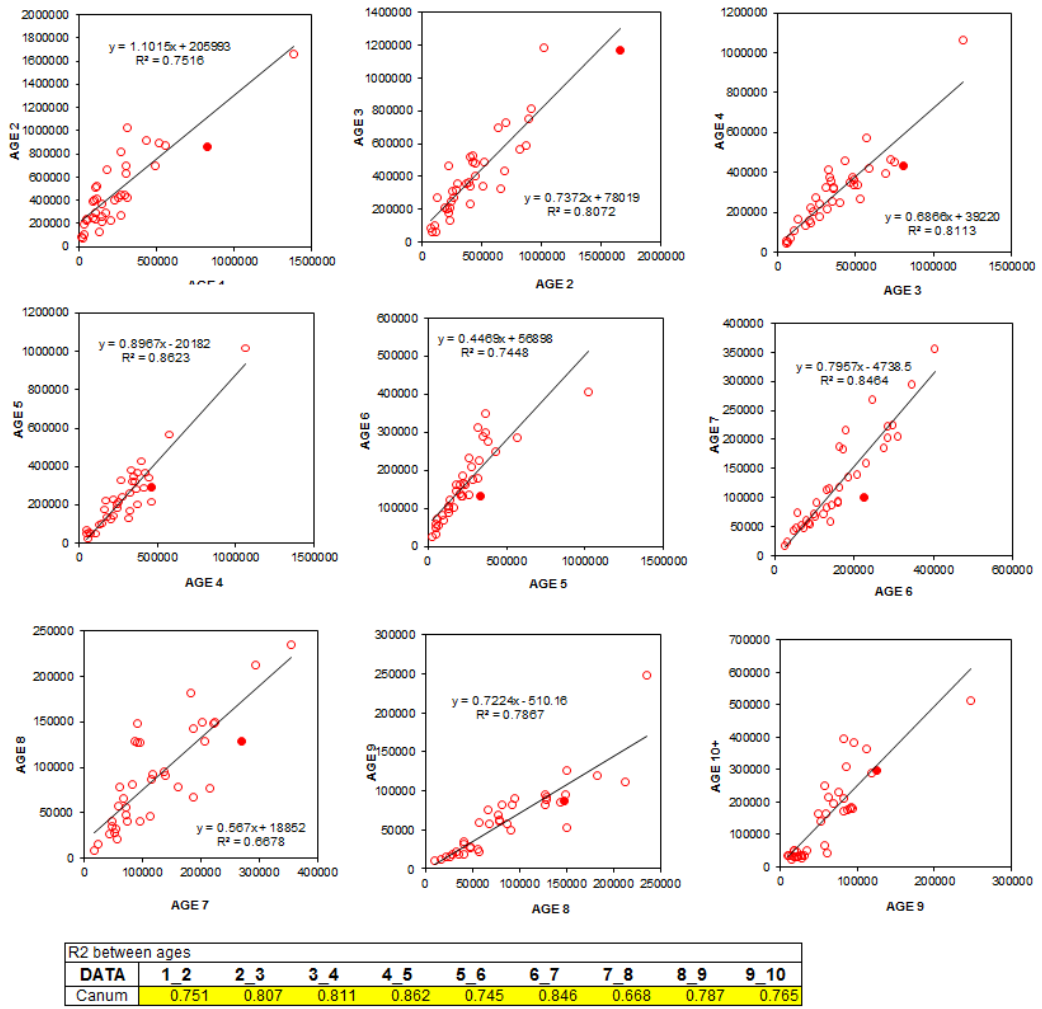 2000000
1800000
1600000
1400000
1200000
1000000
800000
600000
400000
200000
0
AGE 2
y = 1.1015x + 205993
R² = 0.7516
0 500000 1000000 1500000
AGE 1
1400000
1200000
1000000
800000
600000
400000
200000
0
AGE 3
y = 0.7372x + 78019
R² = 0.8072
0 500000 1000000 1500000 2000000
AGE 2
1200000
1000000
800000
600000
400000
200000
0
AGE 4
y = 0.6866x + 39220
R² = 0.8113
0 500000 1000000 1500000
AGE 3
1200000
1000000
800000
600000
400000
200000
0
AGE 5
y = 0.8967x - 20182
R² = 0.8623
0 500000 1000000 1500000
AGE 4
600000
500000
400000
300000
200000
100000
0
AGE 6
y = 0.4469x + 56898
R² = 0.7448
0 500000 1000000 1500000
AGE 5
400000
350000
300000
250000
200000
150000
100000
50000
0
AGE 7
y = 0.7957x - 4738.5
R² = 0.8464
0 200000 400000 600000
AGE 6
250000
200000
150000
100000
50000
0
AGE 8
y = 0.567x + 18852
R² = 0.6678
0 100000 200000 300000 400000
AGE 7
300000
250000
200000
150000
100000
50000
0
AGE 9
y = 0.7224x - 510.16
R² = 0.7867
0 50000 100000 150000 200000 250000
AGE 8
700000
600000
500000
400000
300000
200000
100000
0
AGE 10+
0 100000 200000 300000
AGE 9
R2 between ages
DATA 1_2 2_3 3_4 4_5 5_6 6_7 7_8 8_9 9_10
Canum 0.751 0.807 0.811 0.862 0.745 0.846 0.668 0.787 0.765